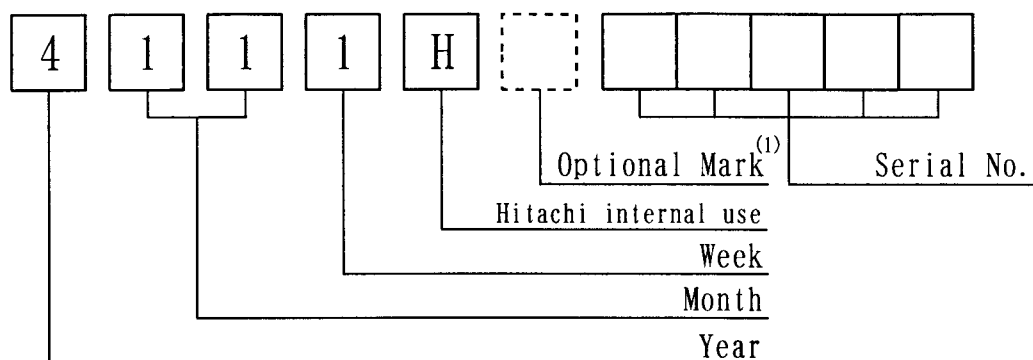 4 1 1 1 H
Optional Mark(1) Serial No.
Hitachi internal use
Week
Month
Year